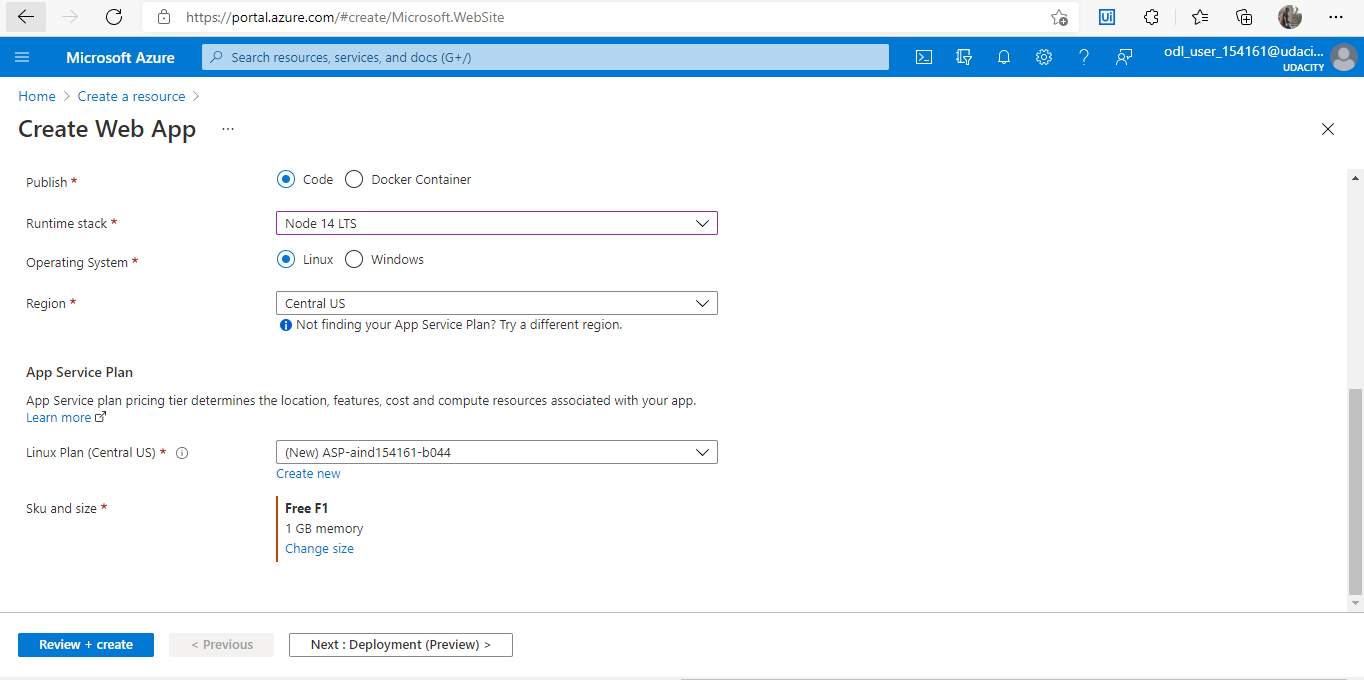 https://portal.azure.com/#create/Microsoft.WebSite
Ui
Microsoft Azure
Search resources, services, and docs (G+/)
odl_user_154161@udaci...
UDACITY
Home > Create a resource >
Create Web App ...
Publish *
Code
Docker Container
Runtime stack *
Node 14 LTS
Operating System *
Linux
Windows
Region *
Central US
Not finding your App Service Plan? Try a different region.
App Service Plan
App Service plan pricing tier determines the location, features, cost and compute resources associated with your app.
Learn more
Linux Plan (Central US) *
(New) ASP-aind154161-b044
Create new
Sku and size *
Free F1
1 GB memory
Change size
Review + create
< Previous
Next : Deployment (Preview) >